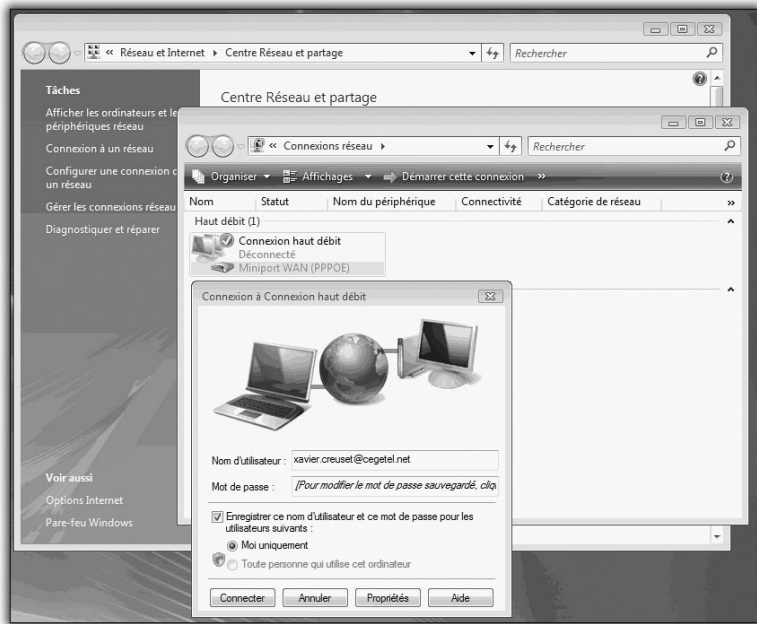 « Réseau et Internet ▸ Centre Réseau et partage
Rechercher
Tâches
Afficher les ordinateurs et le
périphériques réseau
Connexion à un réseau
Configurer une connexion
un réseau
Gérer les connexions réseau
Diagnostiquer et réparer
Voir aussi
Options Internet
Pare-feu Windows
Centre Réseau et partage
« Connexions réseau ▸
Rechercher
Organiser Affichages Démarrer cette connexion »
Nom Statut Nom du périphérique Connectivité Catégorie de réseau »
Haut débit (1)
Connexion haut débit
Déconnecté
Miniport WAN (PPPOE)
Connexion à Connexion haut débit
Nom d'utilisateur : xavier.creuset@cegetel.net
Mot de passe : [Pour modifier le mot de passe sauvegardé, cliq
Enregistrer ce nom d'utilisateur et ce mot de passe pour les
utilisateurs suivants :
Moi uniquement
Toute personne qui utilise cet ordinateur
Connecter Annuler Propriétés Aide